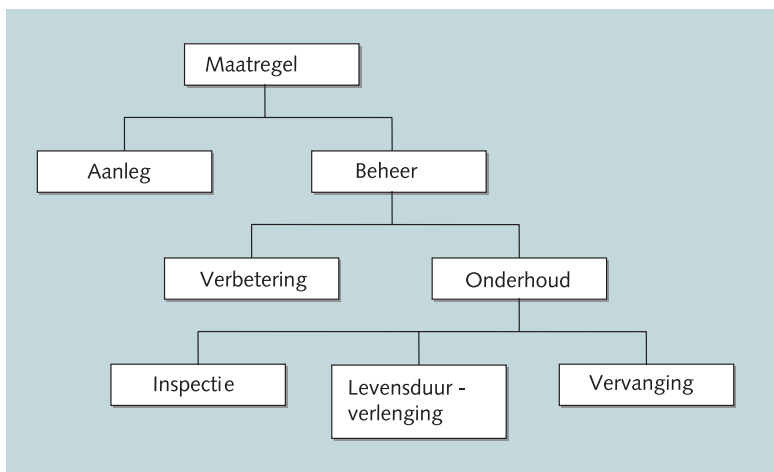 Maatregel
Aanleg
Beheer
Verbetering
Onderhoud
Inspectie
Levensduur -
verlenging
Vervanging